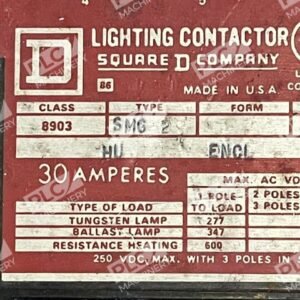 4 5
D LIGHTING CONTACTOR
SQUARE D COMPANY
86 MADE IN U.S.A.
CLASS TYPE FORM
8903 SMG 2
HU ENCL
30 AMPERES
MAX. AC VO
1 POLE 2 POLES
TYPE OF LOAD TO LOAD 3 POLES
TUNGSTEN LAMP 277
BALLAST LAMP 347
RESISTANCE HEATING 600
250 VDC, MAX. WITH 3 POLES IN S